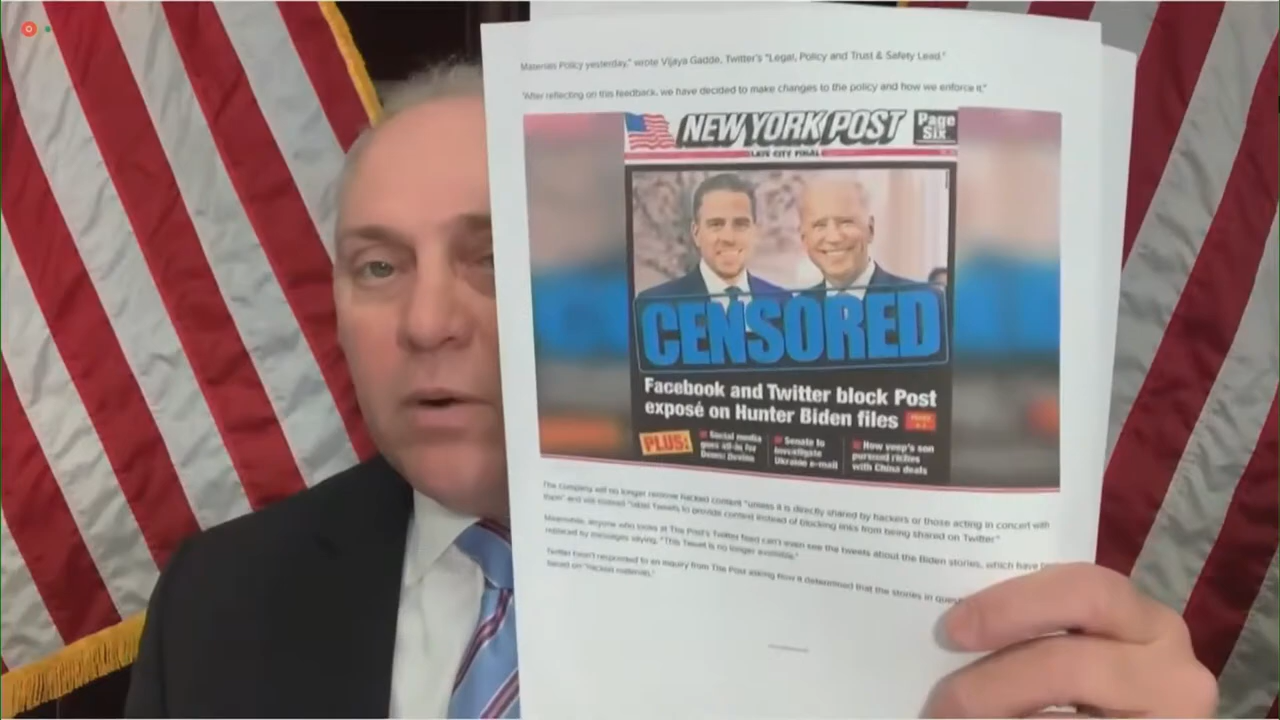 Materials Policy yesterday," wrote Vijaya Gadde, Twitter's "Legal, Policy and Trust & Safety Lead."
"After reflecting on this feedback, we have decided to make changes to the policy and how we enforce it."
NEW YORK POST
Page
Six
LATE CITY FINAL
CENSORED
Facebook and Twitter block Post
exposé on Hunter Biden files
PLUS:
Social media
goes all-in for
Senate to
investigate
Ukraine e-mail
How veep's son
pursued riches
with China deals
The company will no longer remove hacked content "unless it is directly shared by hackers or those acting in concert with
them" and will instead "label Tweets to provide context instead of blocking links from being shared on Twitter."
Meanwhile, anyone who looks at The Post's Twitter feed can't even see the tweets about the Biden stories, which have
replaced by messages saying, "This Tweet is no longer available."
Twitter hasn't responded to an inquiry from The Post asking how it determined that the stories in
based on "hacked materials."